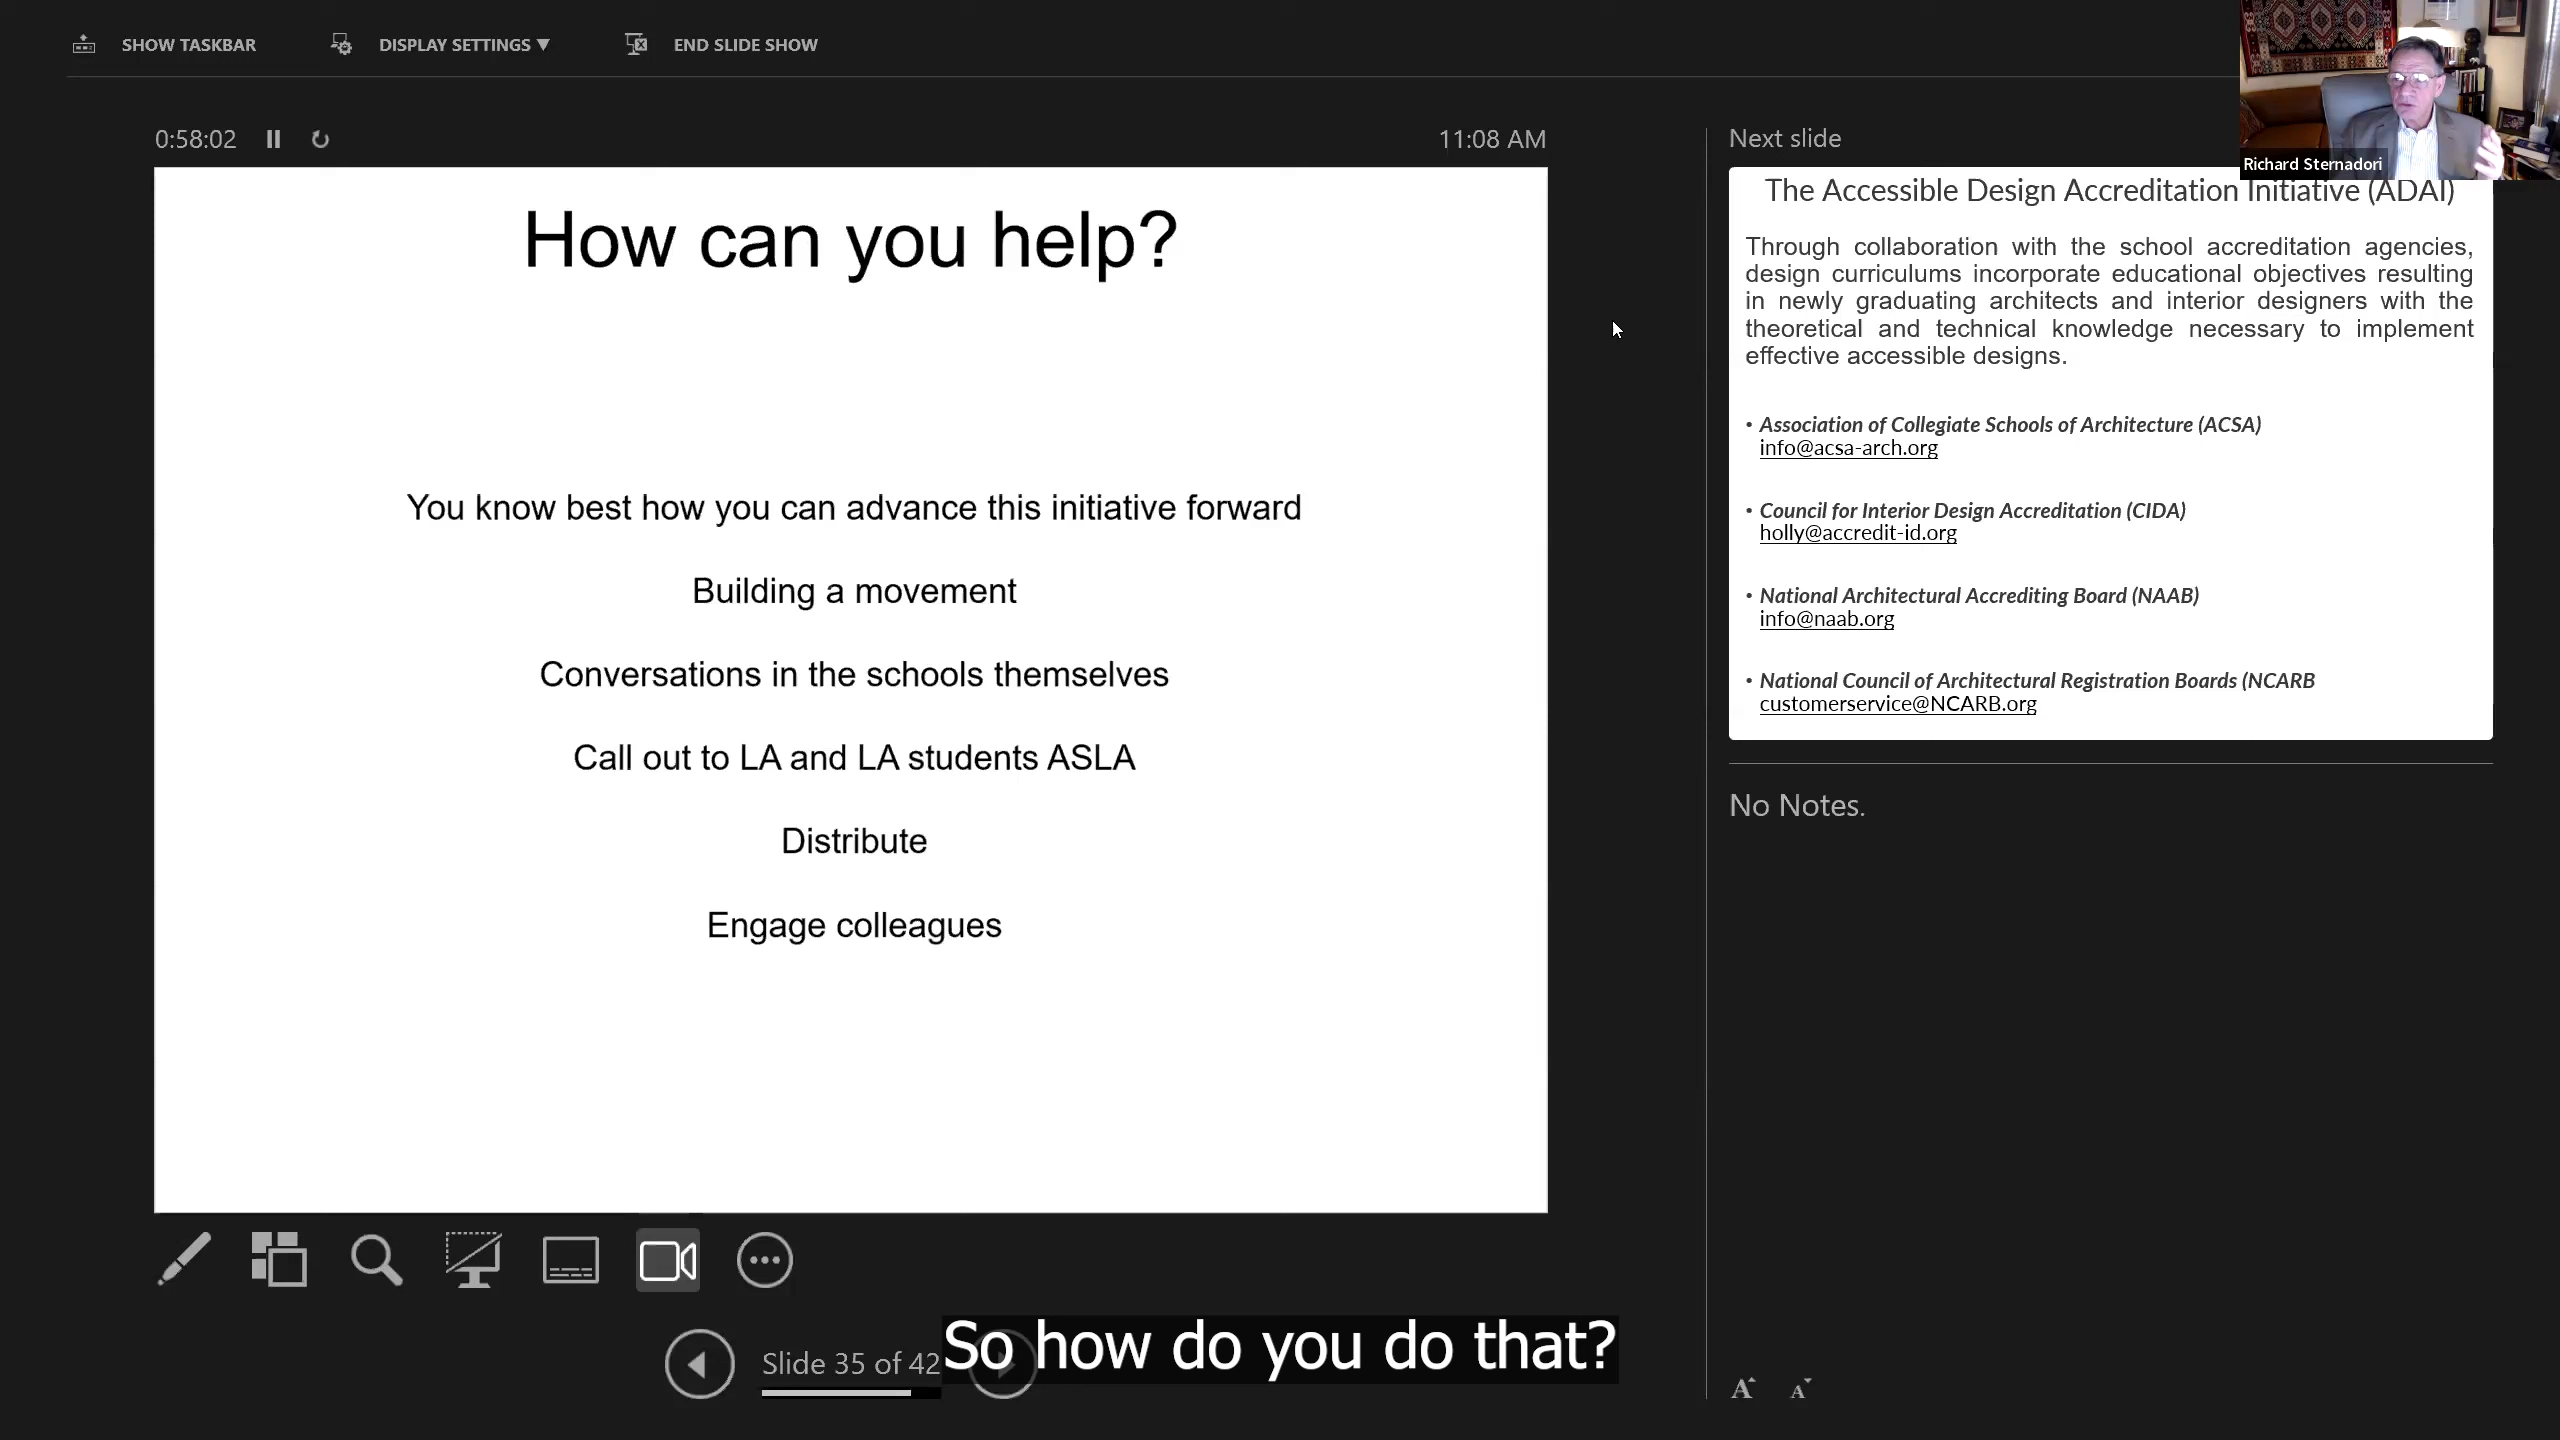 SHOW TASKBAR
DISPLAY SETTINGS ▼
END SLIDE SHOW
0:58:02
11:08 AM
How can you help?
You know best how you can advance this initiative forward
Building a movement
Conversations in the schools themselves
Call out to LA and LA students ASLA
Distribute
Engage colleagues
Slide 35 of 42
So how do you do that?
Next slide
Richard Sternadori
The Accessible Design Accreditation Initiative (ADAI)
Through collaboration with the school accreditation agencies,
design curriculums incorporate educational objectives resulting
in newly graduating architects and interior designers with the
theoretical and technical knowledge necessary to implement
effective accessible designs.
• Association of Collegiate Schools of Architecture (ACSA)
info@acsa-arch.org
• Council for Interior Design Accreditation (CIDA)
holly@accredit-id.org
• National Architectural Accrediting Board (NAAB)
info@naab.org
• National Council of Architectural Registration Boards (NCARB
customerservice@NCARB.org
No Notes.
A A